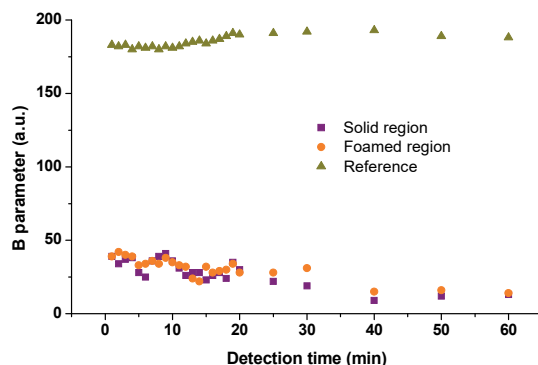 200
150
100
50
0
B parameter (a.u.)
Solid region
Foamed region
Reference
0 10 20 30 40 50 60
Detection time (min)